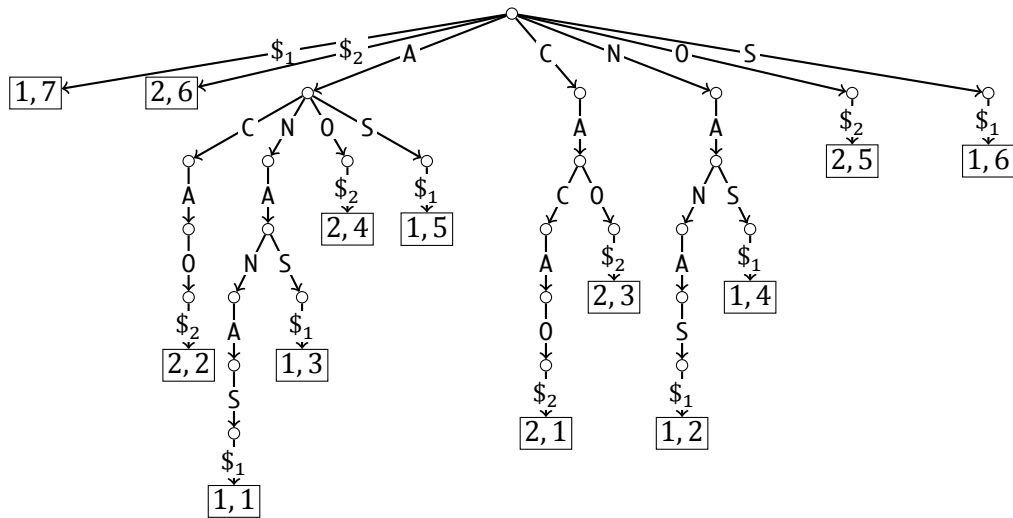 $₁ $₂ A C N O S
1, 7 2, 6
C N O S A A $₂ $₁
2, 5 1, 6
A A $₂ $₁ C O N S
2, 4 1, 5
O N S A $₂ A $₁
2, 3 1, 4
$₂ A $₁ O S
2, 2 1, 3
S $₂ $₁
2, 1 1, 2
$₁
1, 1